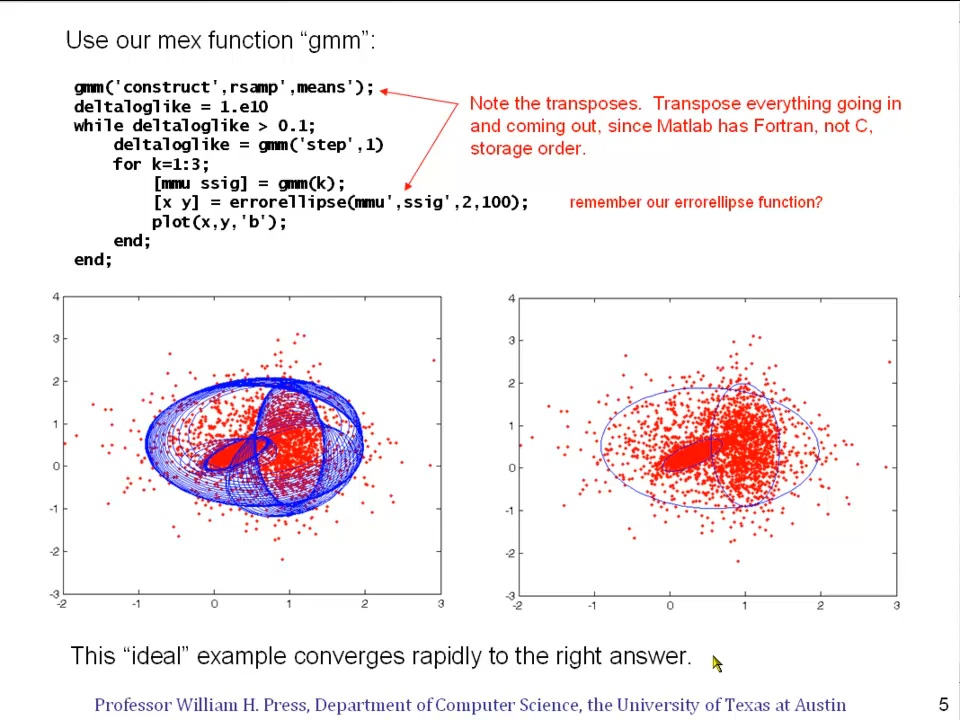 Use our mex function “gmm”:
gmm('construct',rsamp',means');
deltaloglike = 1.e10
while deltaloglike > 0.1;
deltaloglike = gmm('step',1)
for k=1:3;
[mmu ssig] = gmm(k);
[x y] = errorellipse(mmu',ssig',2,100);
plot(x,y,'b');
end;
end;
Note the transposes. Transpose everything going in
and coming out, since Matlab has Fortran, not C,
storage order.
remember our errorellipse function?
4
3
2
1
0
-1
-2
-3
-2 -1 0 1 2 3
4
3
2
1
0
-1
-2
-3
-2 -1 0 1 2 3
This “ideal” example converges rapidly to the right answer.
Professor William H. Press, Department of Computer Science, the University of Texas at Austin
5